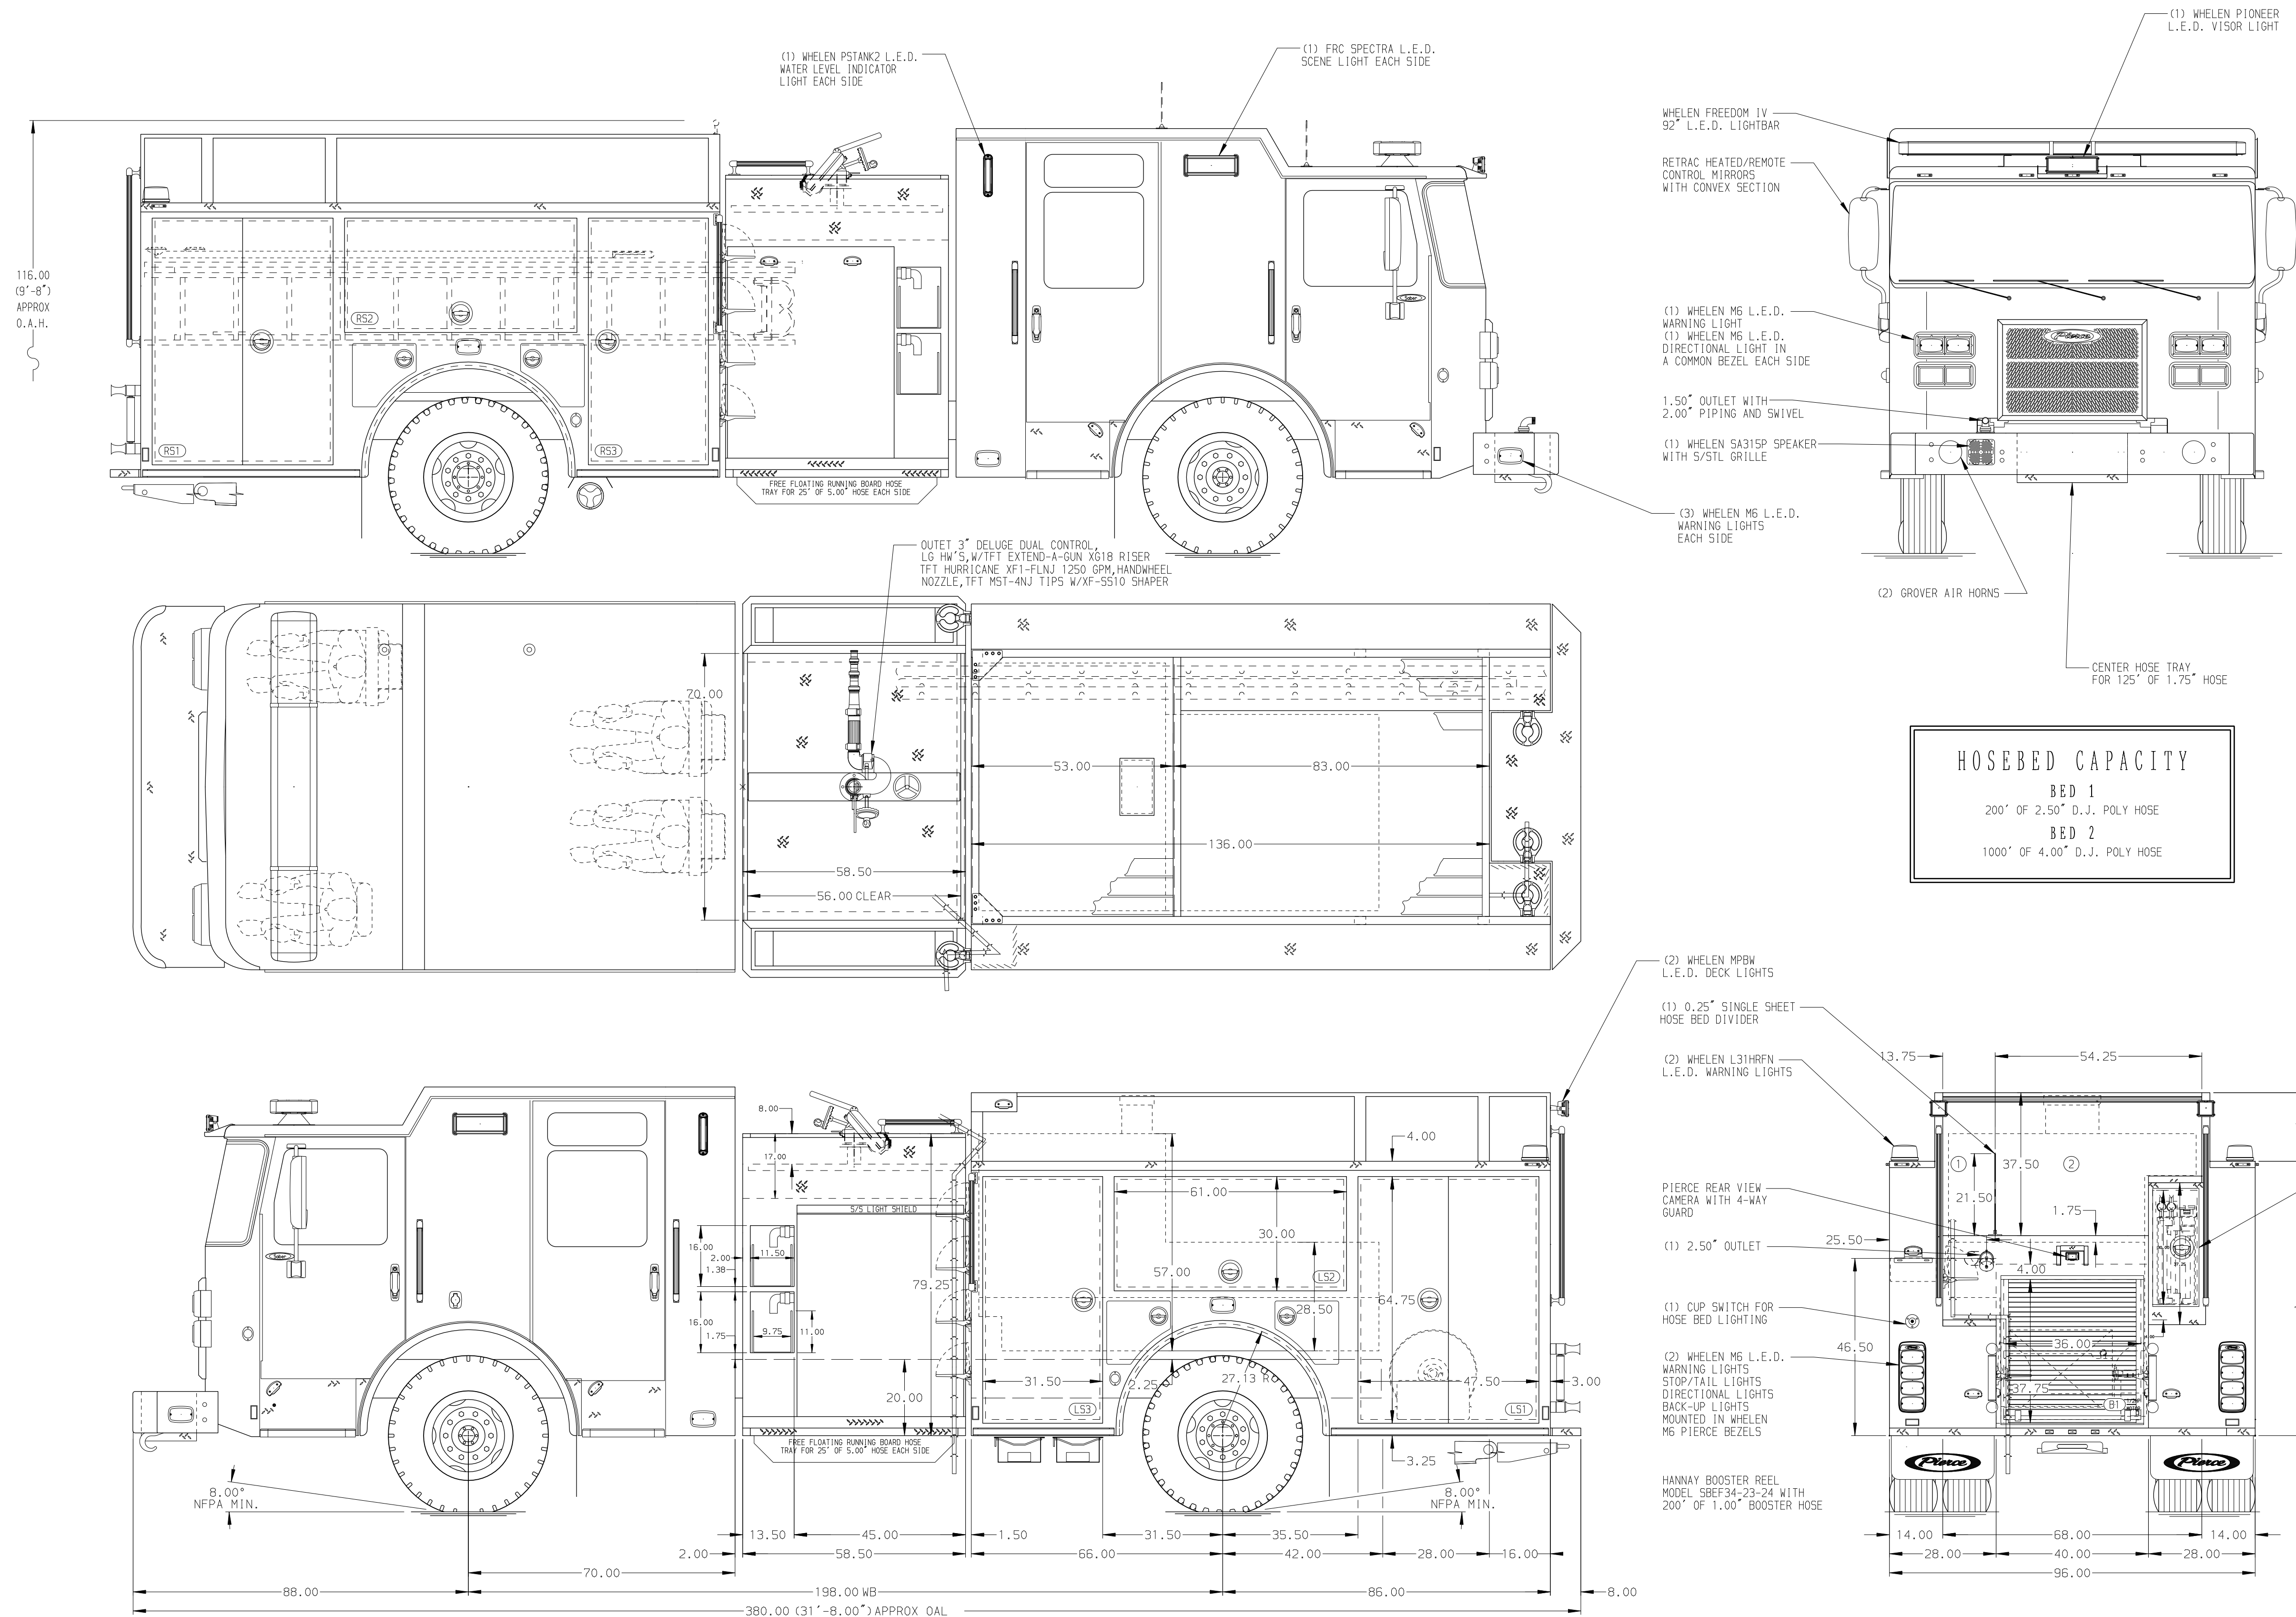 (1) WHELEN PIONEER
L.E.D. VISOR LIGHT
(1) WHELEN PSTANK2 L.E.D.
WATER LEVEL INDICATOR
LIGHT EACH SIDE
(1) FRC SPECTRA L.E.D.
SCENE LIGHT EACH SIDE
WHELEN FREEDOM IV
92" L.E.D. LIGHTBAR
RETRAC HEATED/REMOTE
CONTROL MIRRORS
WITH CONVEX SECTION
116.00
(9'-8")
APPROX
O.A.H.
RS2
RS1
RS3
Saber
Pierce
(1) WHELEN M6 L.E.D.
WARNING LIGHT
(1) WHELEN M6 L.E.D.
DIRECTIONAL LIGHT IN
A COMMON BEZEL EACH SIDE
1.50" OUTLET WITH
2.00" PIPING AND SWIVEL
(1) WHELEN SA315P SPEAKER
WITH S/STL GRILLE
FREE FLOATING RUNNING BOARD HOSE
TRAY FOR 25' OF 5.00" HOSE EACH SIDE
(3) WHELEN M6 L.E.D.
WARNING LIGHTS
EACH SIDE
OUTET 3" DELUGE DUAL CONTROL,
LG HW'S,W/TFT EXTEND-A-GUN XG18 RISER
TFT HURRICANE XF1-FLNJ 1250 GPM,HANDWHEEL
NOZZLE,TFT MST-4NJ TIPS W/XF-SS10 SHAPER
(2) GROVER AIR HORNS
CENTER HOSE TRAY
FOR 125' OF 1.75" HOSE
70.00
53.00
83.00
136.00
58.50
56.00 CLEAR
HOSEBED CAPACITY
BED 1
200' OF 2.50" D.J. POLY HOSE
BED 2
1000' OF 4.00" D.J. POLY HOSE
(2) WHELEN MPBW
L.E.D. DECK LIGHTS
(1) 0.25" SINGLE SHEET
HOSE BED DIVIDER
(2) WHELEN L31HRFN
L.E.D. WARNING LIGHTS
PIERCE REAR VIEW
CAMERA WITH 4-WAY
GUARD
(1) 2.50" OUTLET
(1) CUP SWITCH FOR
HOSE BED LIGHTING
(2) WHELEN M6 L.E.D.
WARNING LIGHTS
STOP/TAIL LIGHTS
DIRECTIONAL LIGHTS
BACK-UP LIGHTS
MOUNTED IN WHELEN
M6 PIERCE BEZELS
HANNAY BOOSTER REEL
MODEL SBEF34-23-24 WITH
200' OF 1.00" BOOSTER HOSE
Saber
8.00
17.00
S/S LIGHT SHIELD
16.00
2.00
11.50
1.38
79.25
16.00
1.75
9.75
11.00
20.00
4.00
61.00
30.00
57.00
LS2
28.50
64.75
31.50
2.25
27.13 R
47.50
3.00
LS3
LS1
3.25
FREE FLOATING RUNNING BOARD HOSE
TRAY FOR 25' OF 5.00" HOSE EACH SIDE
8.00°
NFPA MIN.
8.00°
NFPA MIN.
13.50
45.00
1.50
31.50
35.50
2.00
58.50
66.00
42.00
28.00
16.00
70.00
88.00
198.00 WB
86.00
8.00
380.00 (31'-8.00") APPROX OAL
13.75
54.25
1
2
37.50
21.50
1.75
25.50
4.00
46.50
36.00
37.75
B1
Pierce
Pierce
14.00
68.00
14.00
28.00
40.00
28.00
96.00